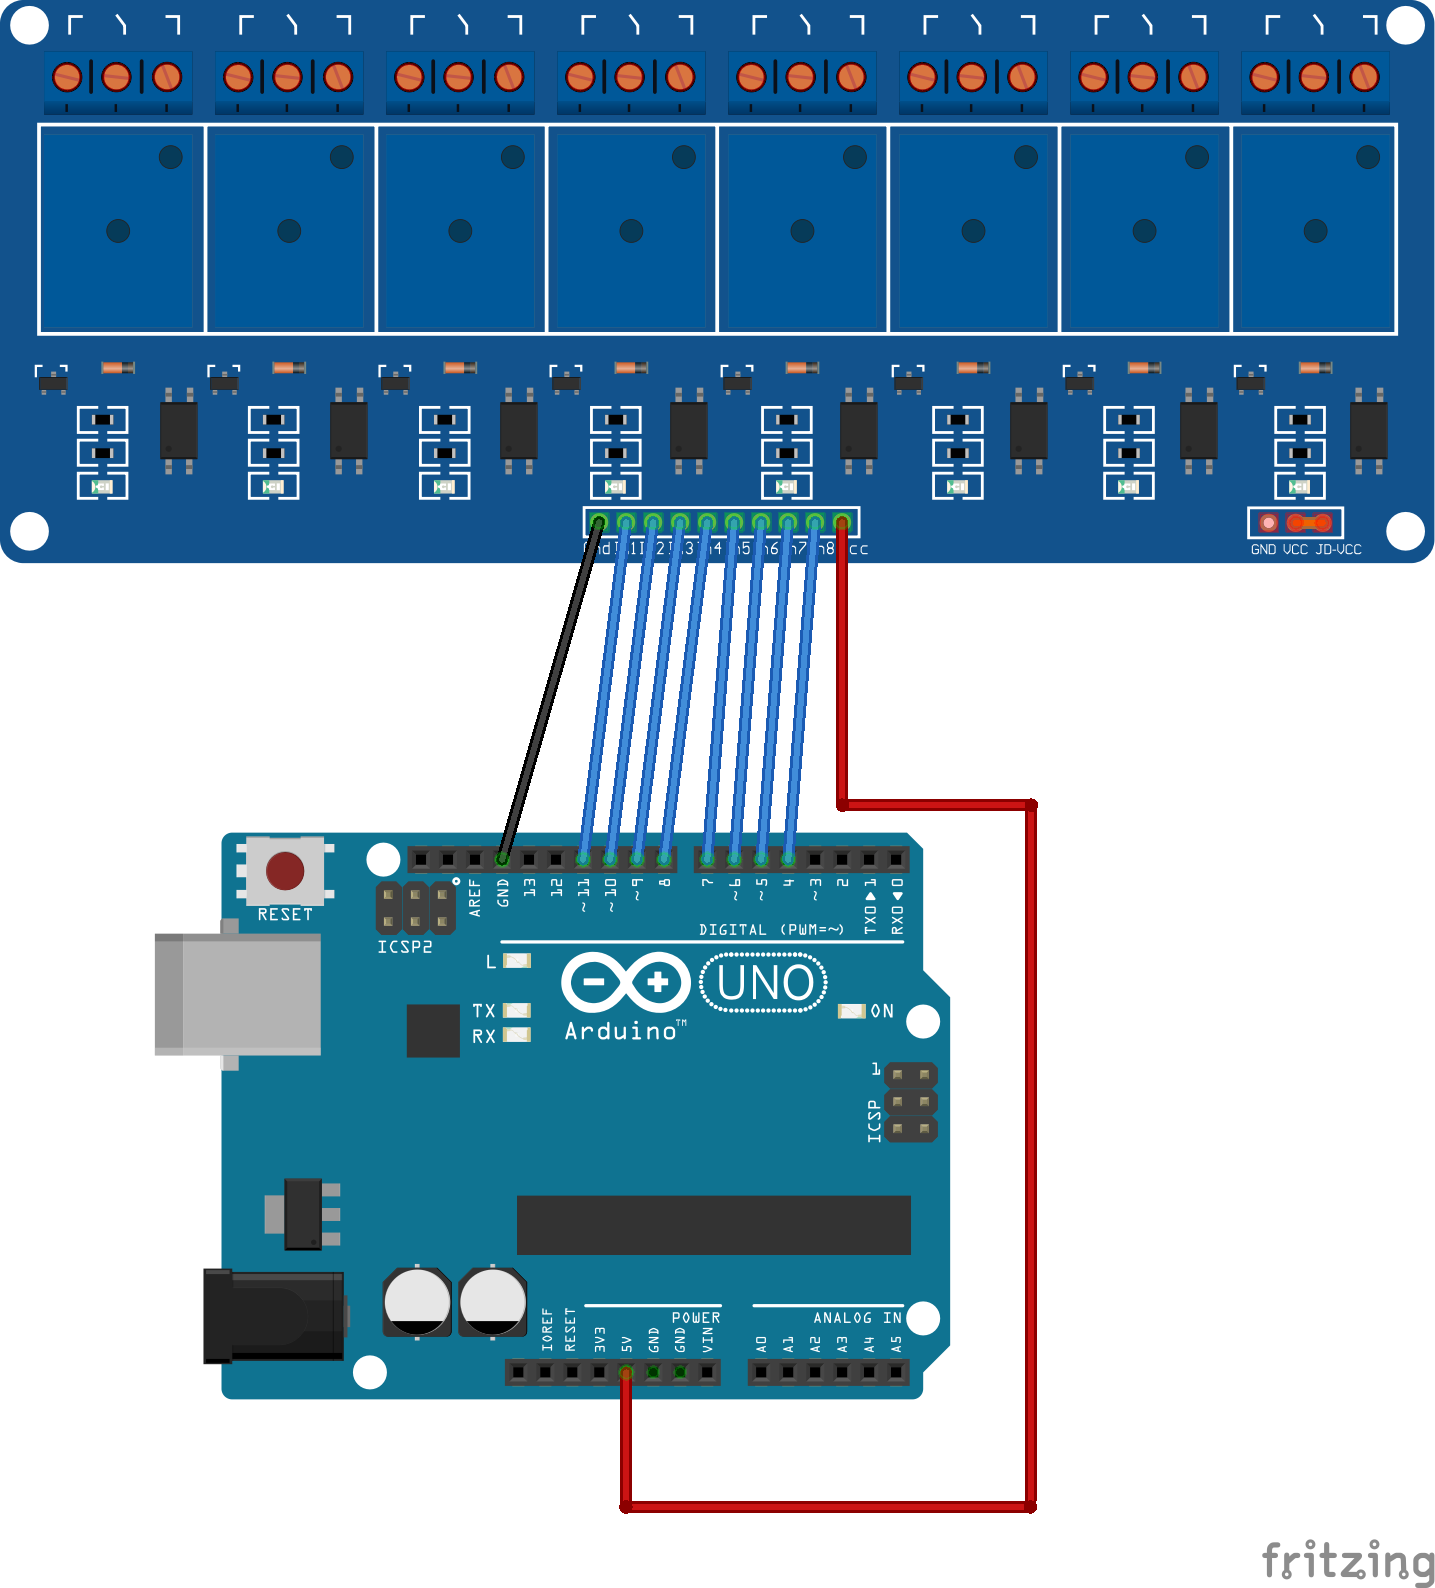 Gnd In1 In2 In3 In4 In5 In6 In7 In8 Vcc
GND VCC JD-VCC
RESET
ICSP2
AREF
GND
13
12
~11
~10
~9
8
7
~6
~5
4
~3
2
TX0▶1
RX0◀0
DIGITAL (PWM=~)
L
TX
RX
UNO
Arduino™
ON
1
ICSP
IOREF
RESET
3V3
5V
GND
GND
VIN
POWER
A0
A1
A2
A3
A4
A5
ANALOG IN
fritzing